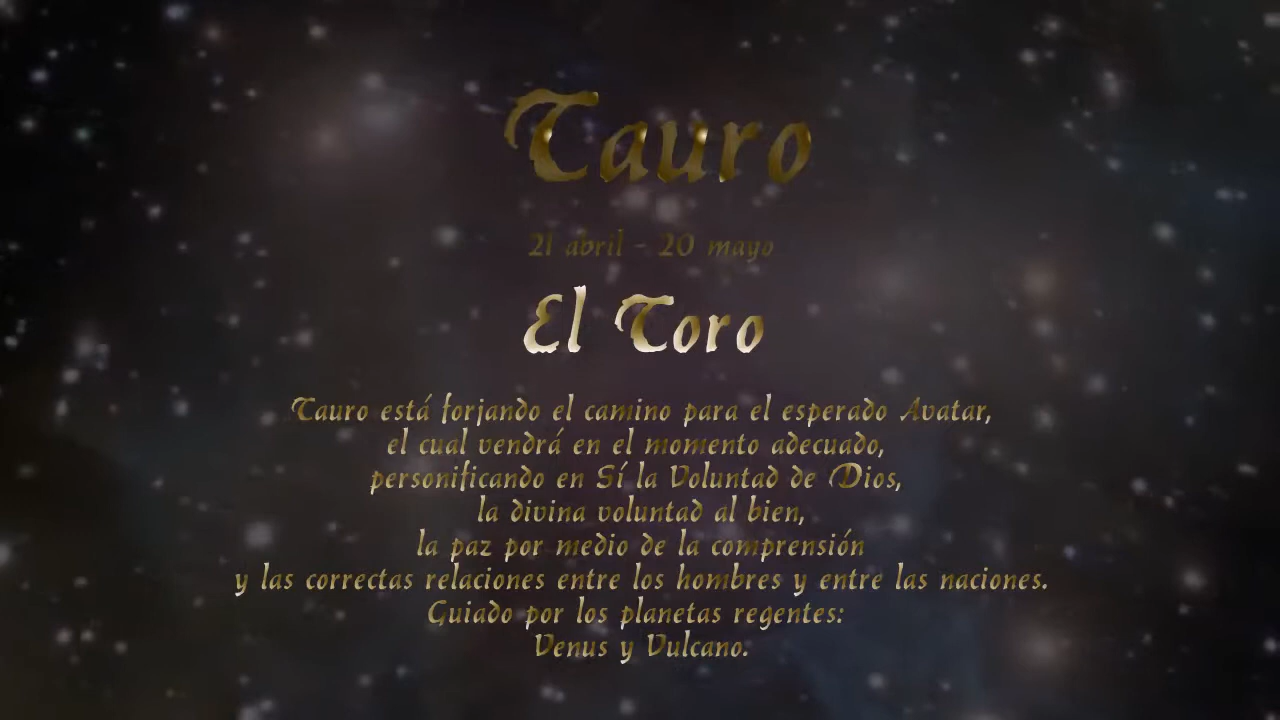 Tauro
21 abril - 20 mayo
El Toro
Tauro está forjando el camino para el esperado Avatar,
el cual vendrá en el momento adecuado,
personificando en Sí la Voluntad de Dios,
la divina voluntad al bien,
la paz por medio de la comprensión
y las correctas relaciones entre los hombres y entre las naciones.
Guiado por los planetas regentes:
Venus y Vulcano.